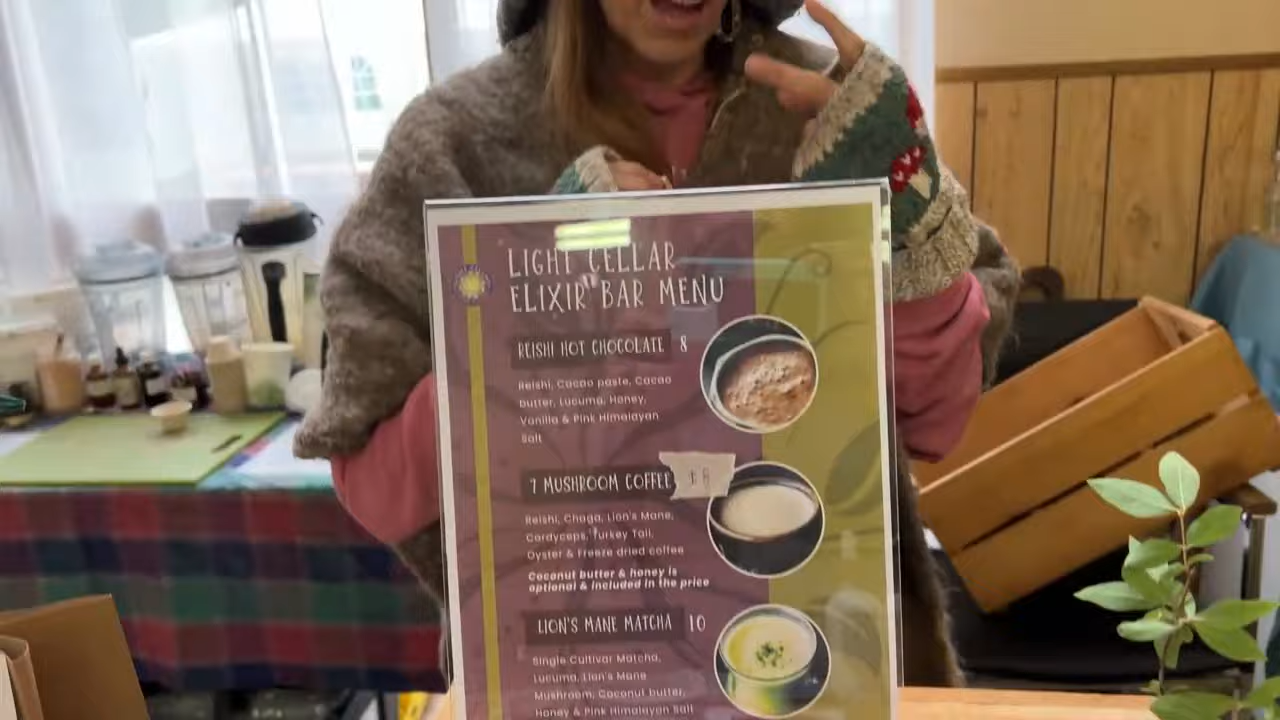 LIGHT CELLAR
ELIXIR BAR MENU
REISHI HOT CHOCOLATE 8
Reishi, Cacao paste, Cacao
butter, Lucuma, Honey,
Vanilla & Pink Himalayan
Salt
7 MUSHROOM COFFEE $8
Reishi, Chaga, Lion's Mane,
Cordyceps, Turkey Tail,
Oyster & Freeze dried coffee
Coconut butter & honey is
optional & included in the price
LION'S MANE MATCHA 10
Single Cultivar Matcha,
Lucuma, Lion's Mane
Mushroom, Coconut butter,
Honey & Pink Himalayan Salt